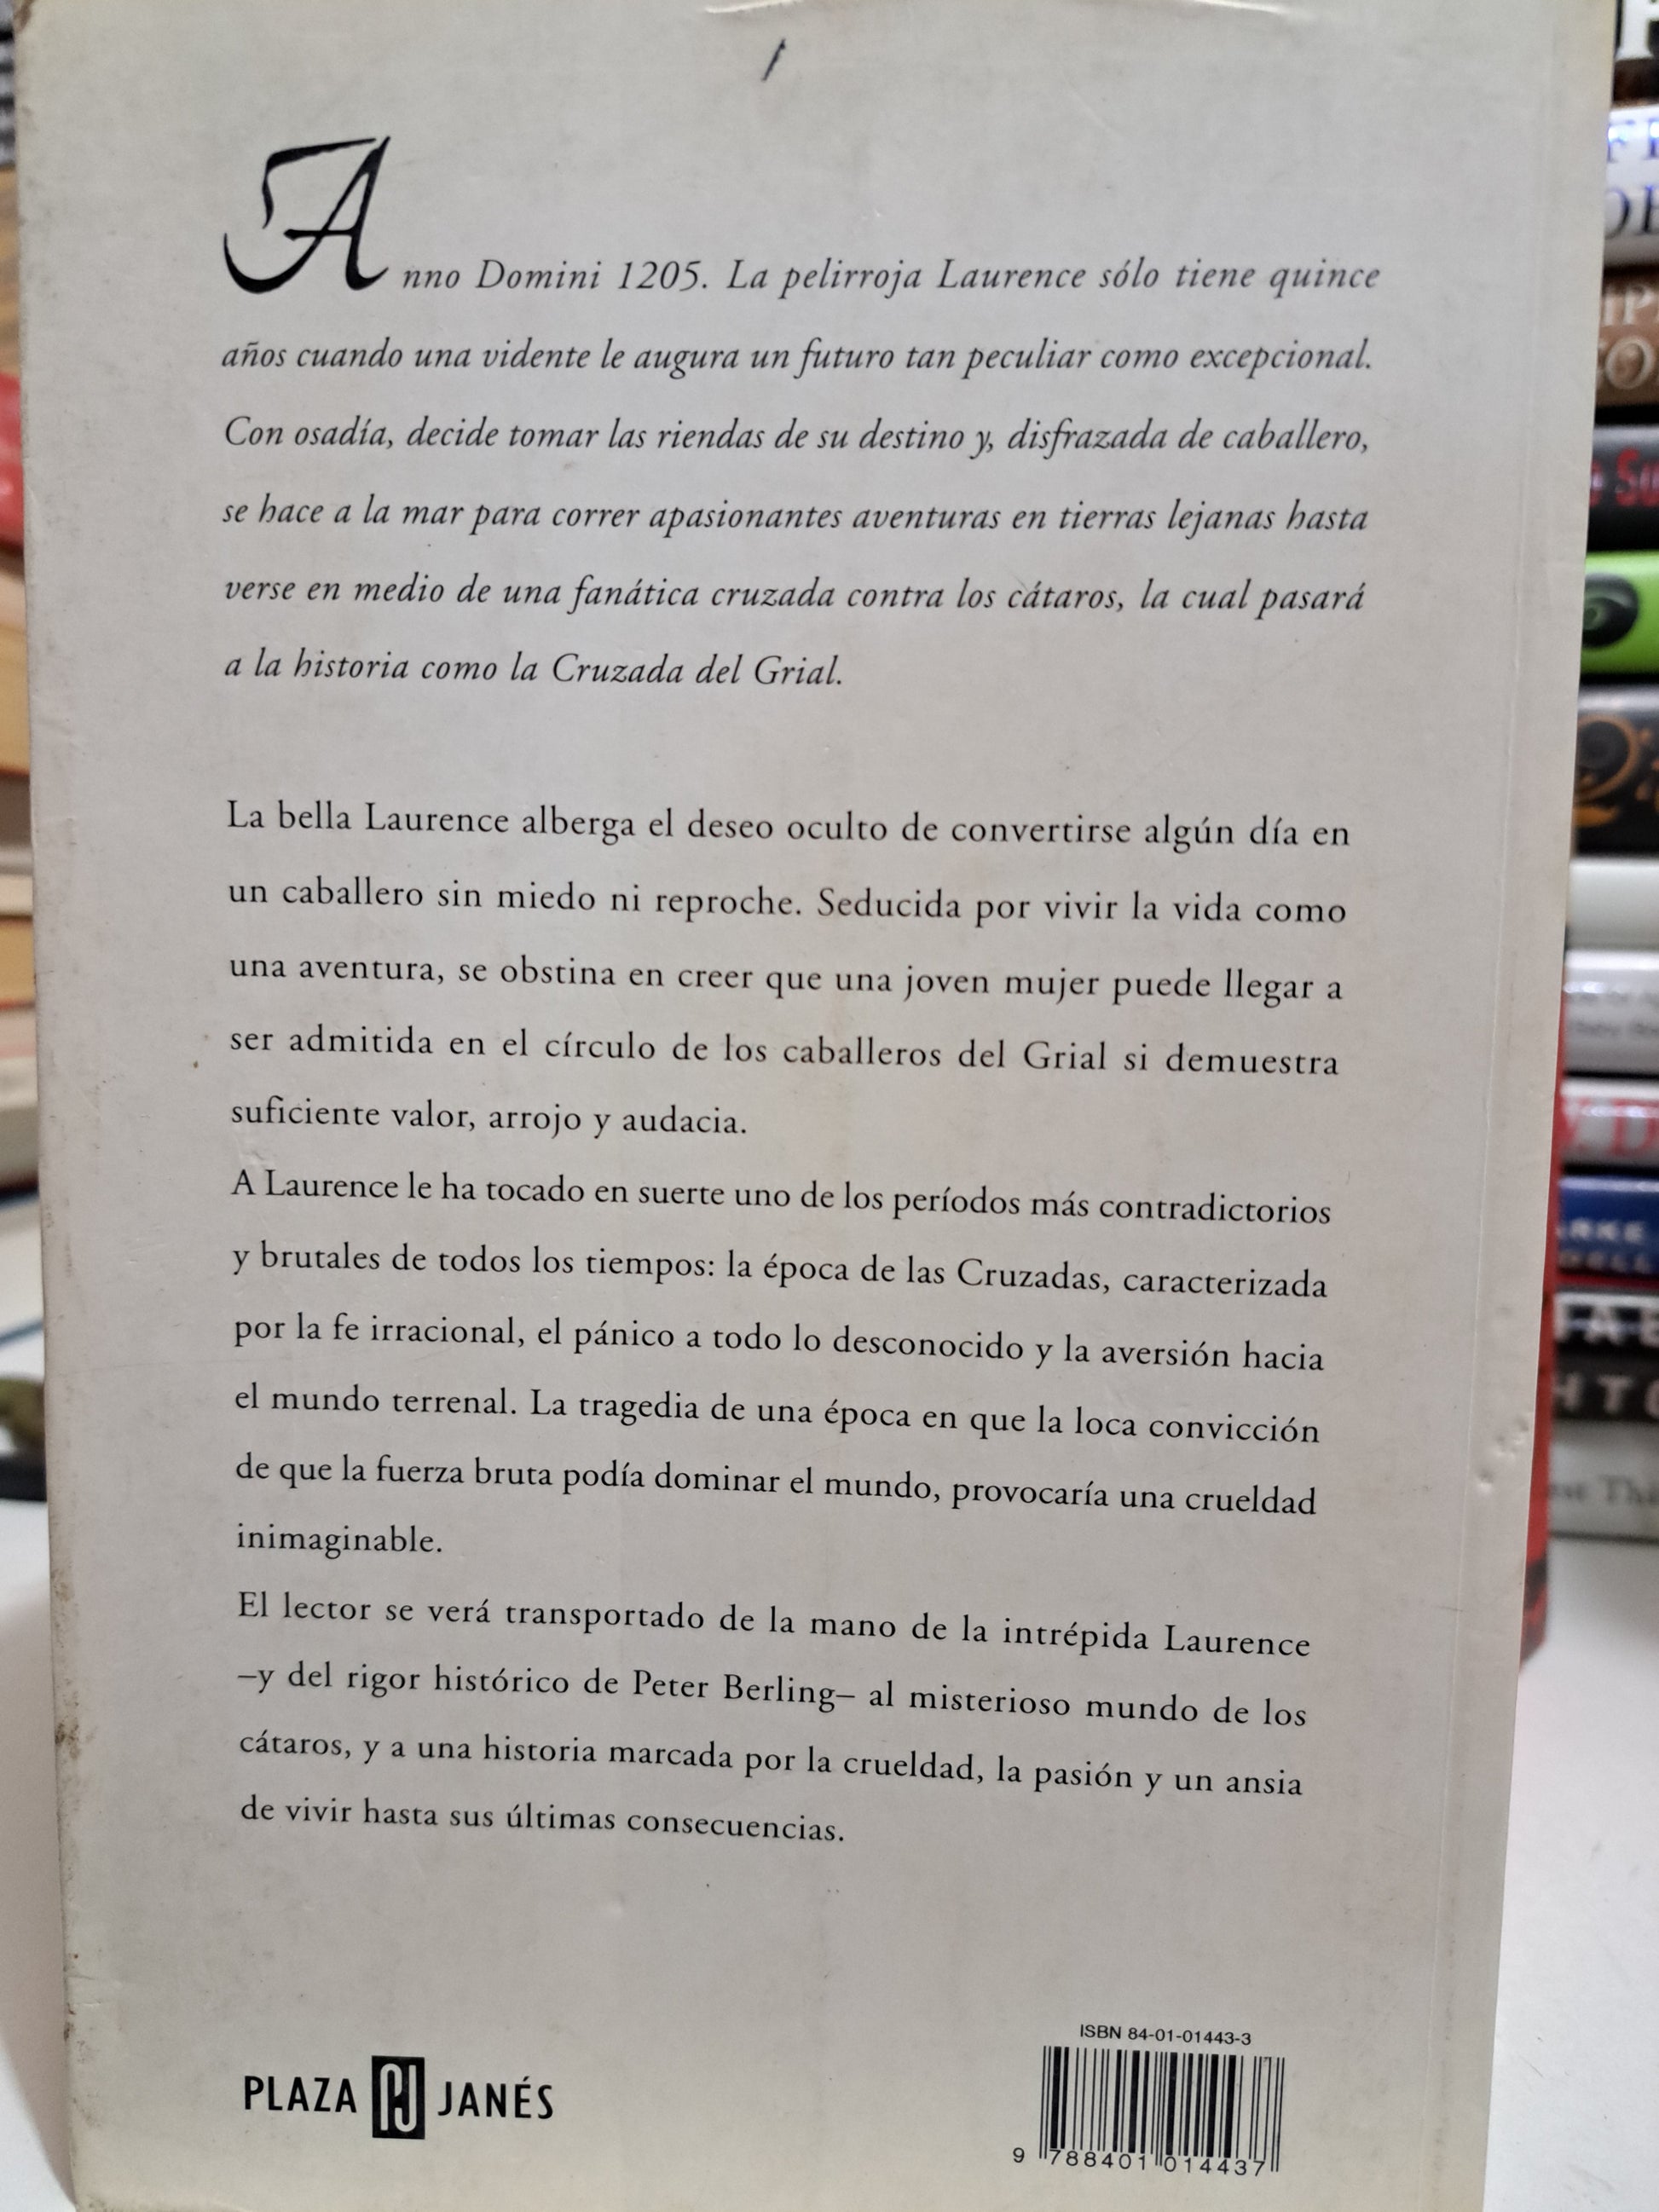 Anno Domini 1205. La pelirroja Laurence sólo tiene quince
años cuando una vidente le augura un futuro tan peculiar como excepcional.
Con osadía, decide tomar las riendas de su destino y, disfrazada de caballero,
se hace a la mar para correr apasionantes aventuras en tierras lejanas hasta
verse en medio de una fanática cruzada contra los cátaros, la cual pasará
a la historia como la Cruzada del Grial.
La bella Laurence alberga el deseo oculto de convertirse algún día en
un caballero sin miedo ni reproche. Seducida por vivir la vida como
una aventura, se obstina en creer que una joven mujer puede llegar a
ser admitida en el círculo de los caballeros del Grial si demuestra
suficiente valor, arrojo y audacia.
A Laurence le ha tocado en suerte uno de los períodos más contradictorios
y brutales de todos los tiempos: la época de las Cruzadas, caracterizada
por la fe irracional, el pánico a todo lo desconocido y la aversión hacia
el mundo terrenal. La tragedia de una época en que la loca convicción
de que la fuerza bruta podía dominar el mundo, provocaría una crueldad
inimaginable.
El lector se verá transportado de la mano de la intrépida Laurence
–y del rigor histórico de Peter Berling– al misterioso mundo de los
cátaros, y a una historia marcada por la crueldad, la pasión y un ansia
de vivir hasta sus últimas consecuencias.
PLAZA JANÉS
ISBN 84-01-01443-3
9 788401 014437